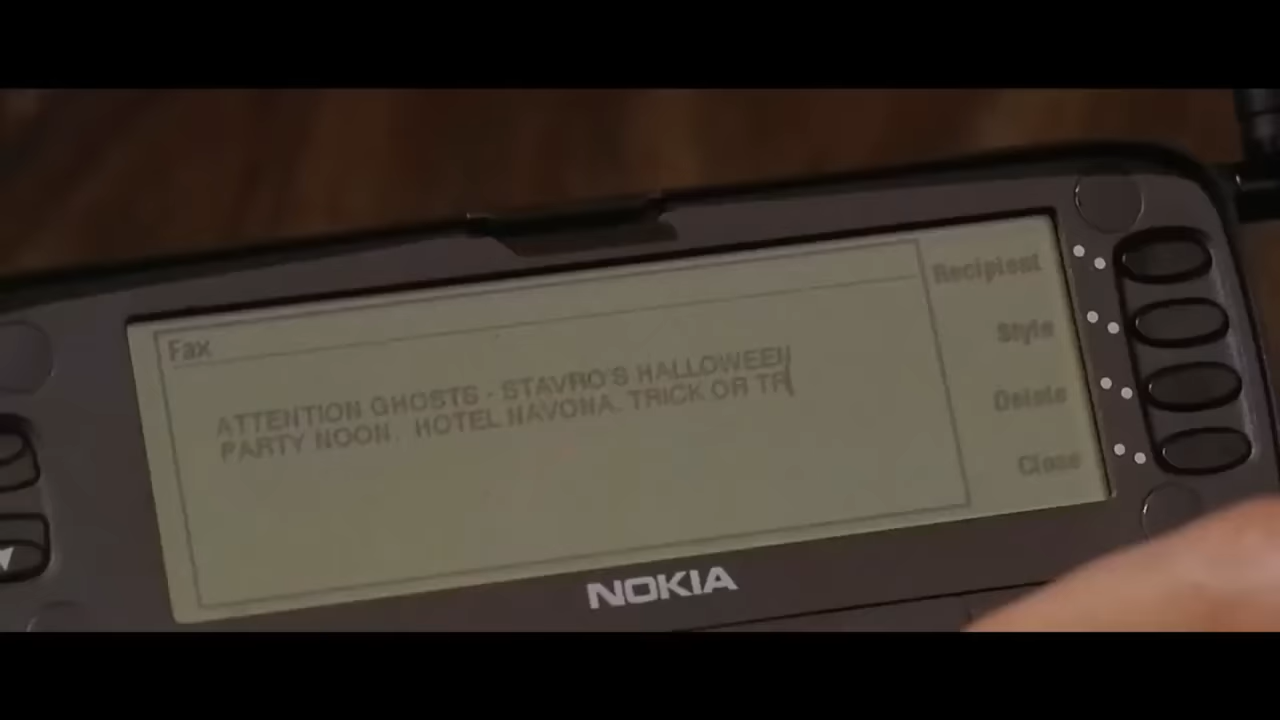 Fax
ATTENTION GHOSTS - STAVRO'S HALLOWEEN
PARTY NOON. HOTEL NAVONA. TRICK OR TR
Recipient
Style
Delete
Close
NOKIA